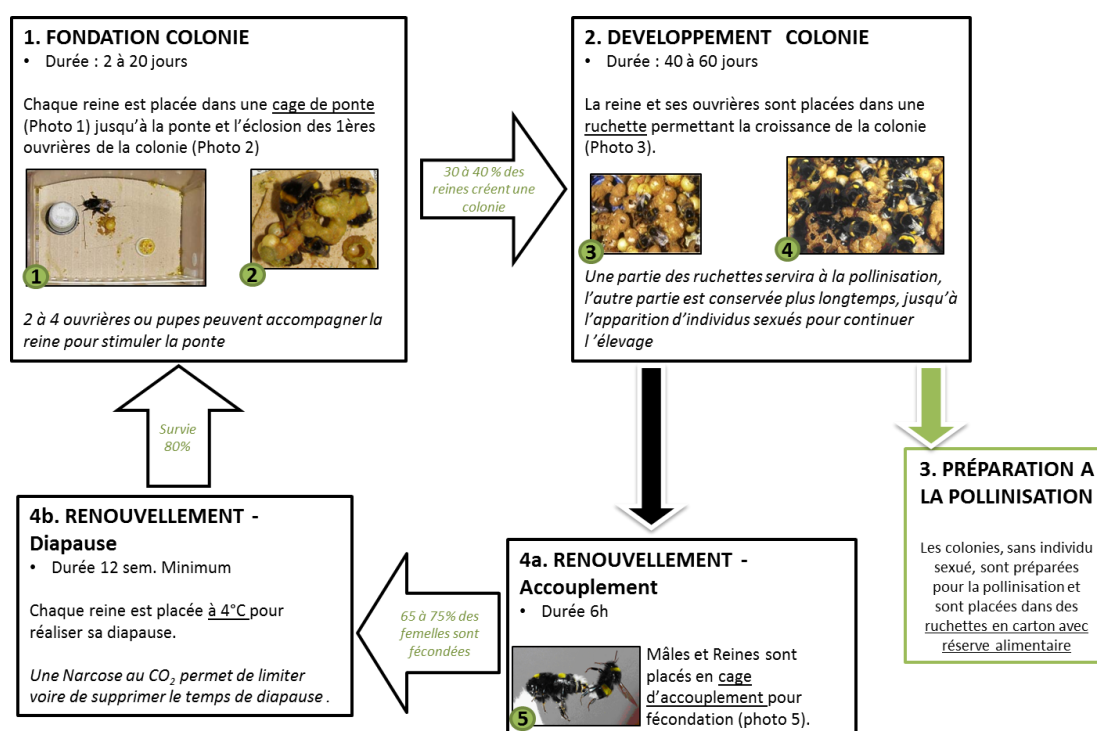 1. FONDATION COLONIE
• Durée : 2 à 20 jours
Chaque reine est placée dans une cage de ponte
(Photo 1) jusqu'à la ponte et l'éclosion des 1ères
ouvrières de la colonie (Photo 2)
1
2
2 à 4 ouvrières ou pupes peuvent accompagner la
reine pour stimuler la ponte
30 à 40 % des
reines créent une
colonie
2. DEVELOPPEMENT COLONIE
• Durée : 40 à 60 jours
La reine et ses ouvrières sont placées dans une
ruchette permettant la croissance de la colonie
(Photo 3).
3
4
Une partie des ruchettes servira à la pollinisation,
l'autre partie est conservée plus longtemps, jusqu'à
l'apparition d'individus sexués pour continuer
l 'élevage
3. PRÉPARATION A
LA POLLINISATION
Les colonies, sans individu
sexué, sont préparées
pour la pollinisation et
sont placées dans des
ruchettes en carton avec
réserve alimentaire
4a. RENOUVELLEMENT -
Accouplement
• Durée 6h
5
Mâles et Reines sont
placés en cage
d'accouplement pour
fécondation (photo 5).
65 à 75% des
femelles sont
fécondées
4b. RENOUVELLEMENT -
Diapause
• Durée 12 sem. Minimum
Chaque reine est placée à 4°C pour
réaliser sa diapause.
Une Narcose au CO₂ permet de limiter
voire de supprimer le temps de diapause .
Survie
80%